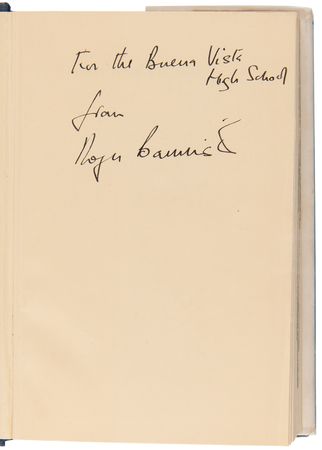 For the Buena Vista
High School
from
Roger Bannister